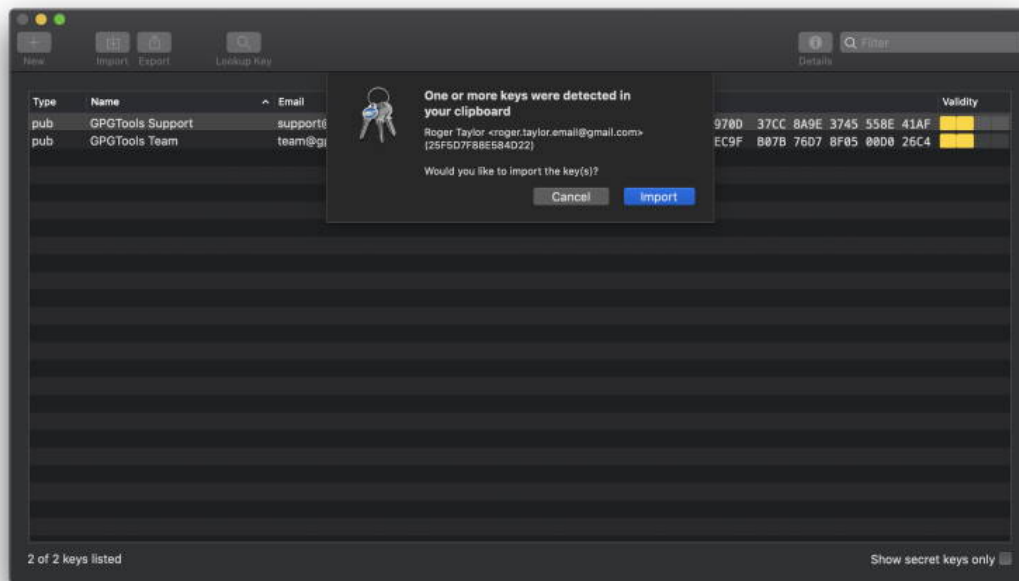 New
Import Export
Lookup Key
Details
Filter
One or more keys were detected in
your clipboard
Roger Taylor <roger.taylor.email@gmail.com>
(25F5D7F88E584D22)
Would you like to import the key(s)?
Cancel Import
Type Name Email Validity
pub GPGTools Support support@ 970D 37CC 8A9E 3745 558E 41AF
pub GPGTools Team team@g EC9F B07B 76D7 8F05 00D0 26C4
2 of 2 keys listed
Show secret keys only